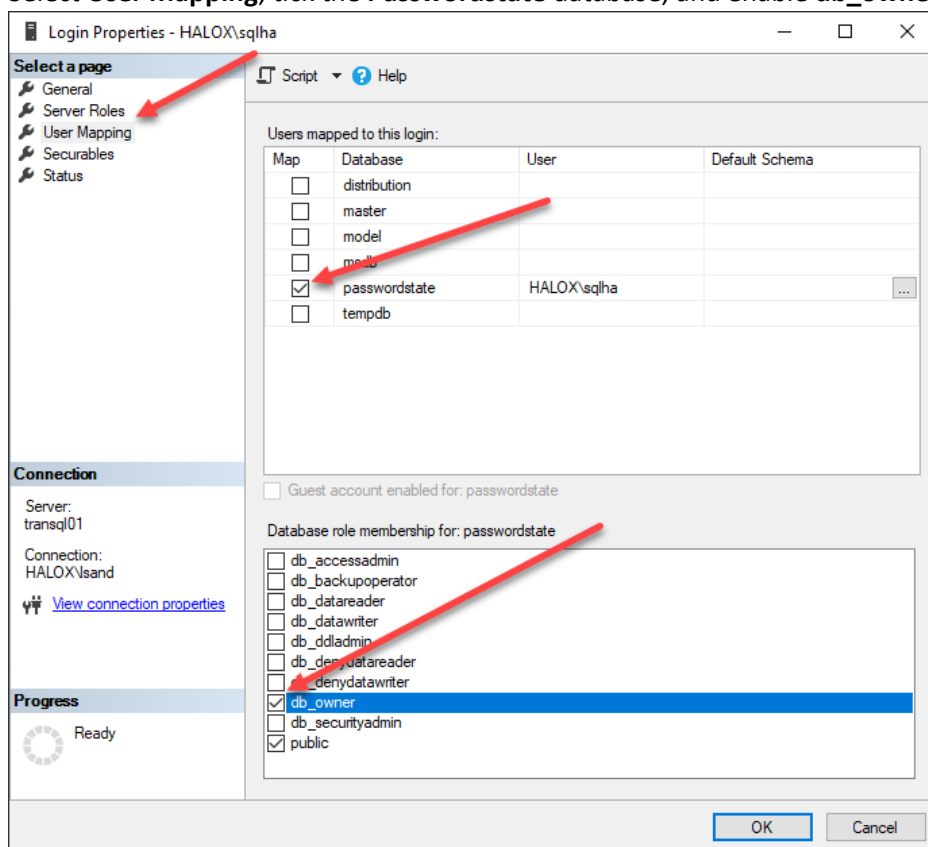 Login Properties - HALOX\sqlha
Select a page
General
Server Roles
User Mapping
Securables
Status
Script Help
Users mapped to this login:
Map Database User Default Schema
distribution
master
model
msdb
passwordstate HALOX\sqlha ...
tempdb
Guest account enabled for: passwordstate
Database role membership for: passwordstate
db_accessadmin
db_backupoperator
db_datareader
db_datawriter
db_ddladmin
db_denydatareader
db_denydatawriter
db_owner
db_securityadmin
public
Connection
Server:
transql01
Connection:
HALOX\lsand
View connection properties
Progress
Ready
OK Cancel